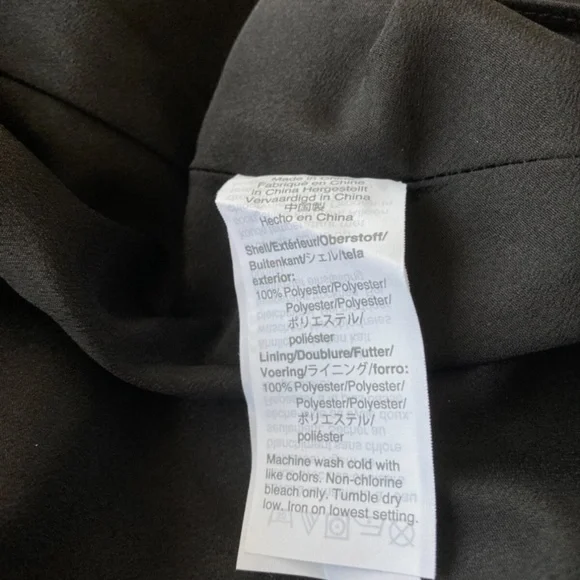 Made in China
Fabriqué en China
in China Hergestellt
Vervaardigd in China
中国製
Hecho en China
Shell/Extérieur/Oberstoff/
Buitenkant/シェル/tela
exterior:
100% Polyester/Polyester/
Polyester/Polyester/
ポリエステル/
poliéster
Lining/Doublure/Futter/
Voering/ライニング/forro:
100% Polyester/Polyester/
Polyester/Polyester/
ポリエステル/
poliéster
Machine wash cold with
like colors. Non-chlorine
bleach only. Tumble dry
low. Iron on lowest setting.